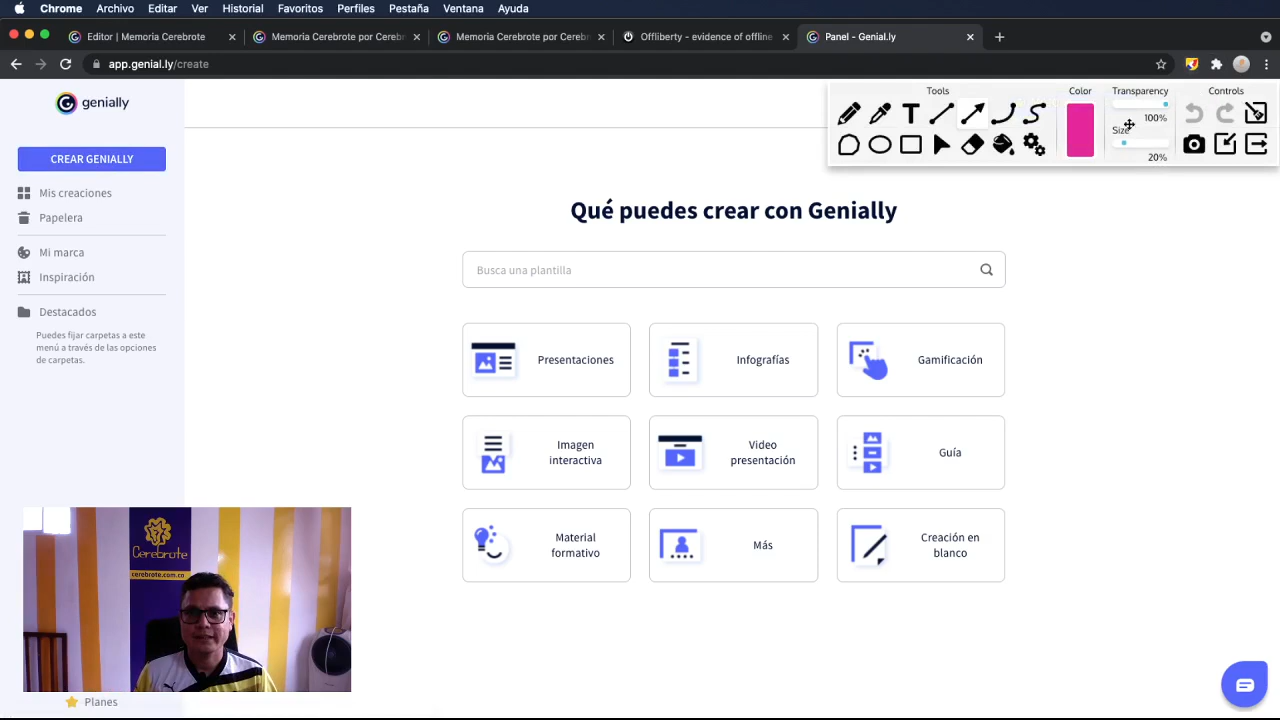 Chrome Archivo Editar Ver Historial Favoritos Perfiles Pestaña Ventana Ayuda
Editor | Memoria Cerebrote
Memoria Cerebrote por Cerebr
Memoria Cerebrote por Cerebr
Offliberty - evidence of offline
Panel - Genial.ly
app.genial.ly/create
genially
CREAR GENIALLY
Mis creaciones
Papelera
Mi marca
Inspiración
Destacados
Puedes fijar carpetas a este
menú a través de las opciones
de carpetas.
Planes
Tools
Color
Transparency
100%
Size
20%
Controls
Qué puedes crear con Genially
Busca una plantilla
Presentaciones
Infografías
Gamificación
Imagen
interactiva
Video
presentación
Guía
Material
formativo
Más
Creación en
blanco
Cerebrote
cerebrote.com.co